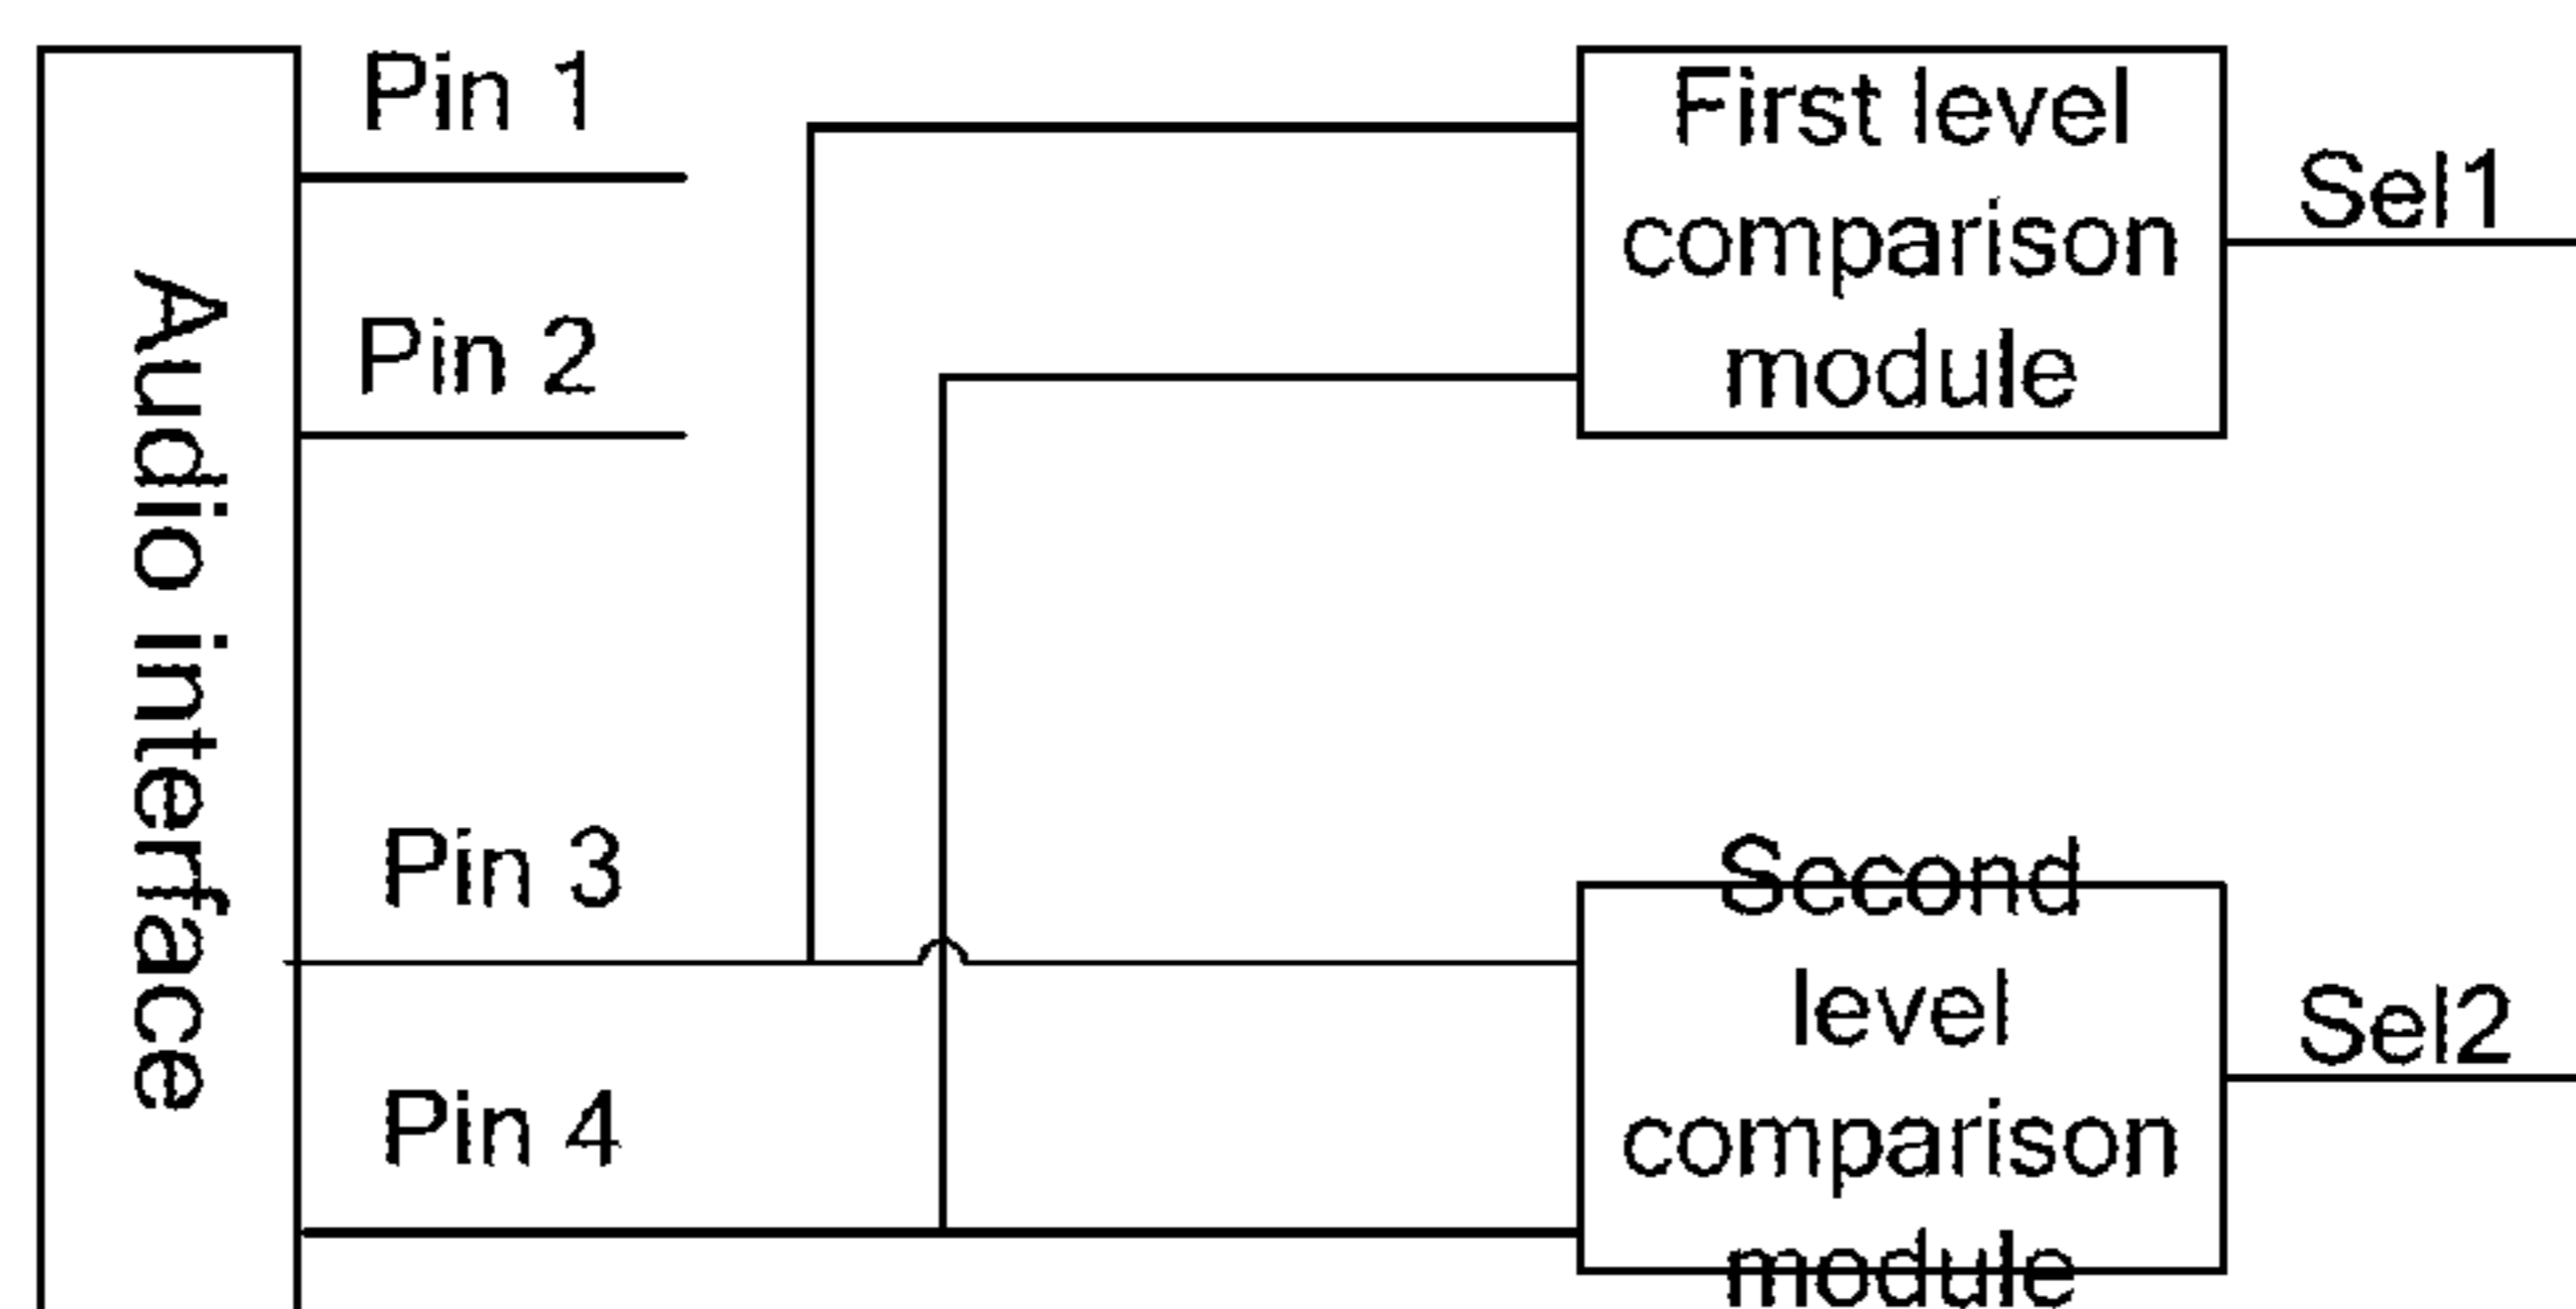 Audio interface
Pin 1
Pin 2
Pin 3
Pin 4
First level
comparison
module
Sel1
Second
level
comparison
module
Sel2